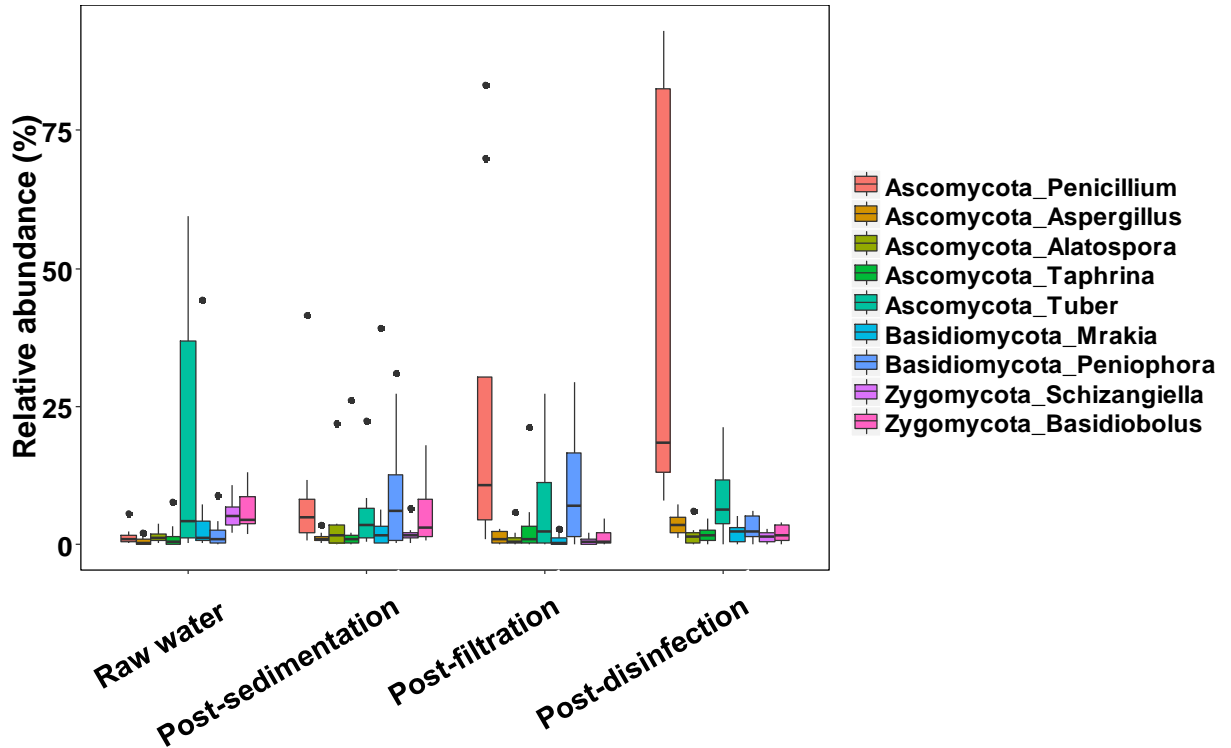 Relative abundance (%)
75
50
25
0
Raw water
Post-sedimentation
Post-filtration
Post-disinfection
Ascomycota_Penicillium
Ascomycota_Aspergillus
Ascomycota_Alatospora
Ascomycota_Taphrina
Ascomycota_Tuber
Basidiomycota_Mrakia
Basidiomycota_Peniophora
Zygomycota_Schizangiella
Zygomycota_Basidiobolus